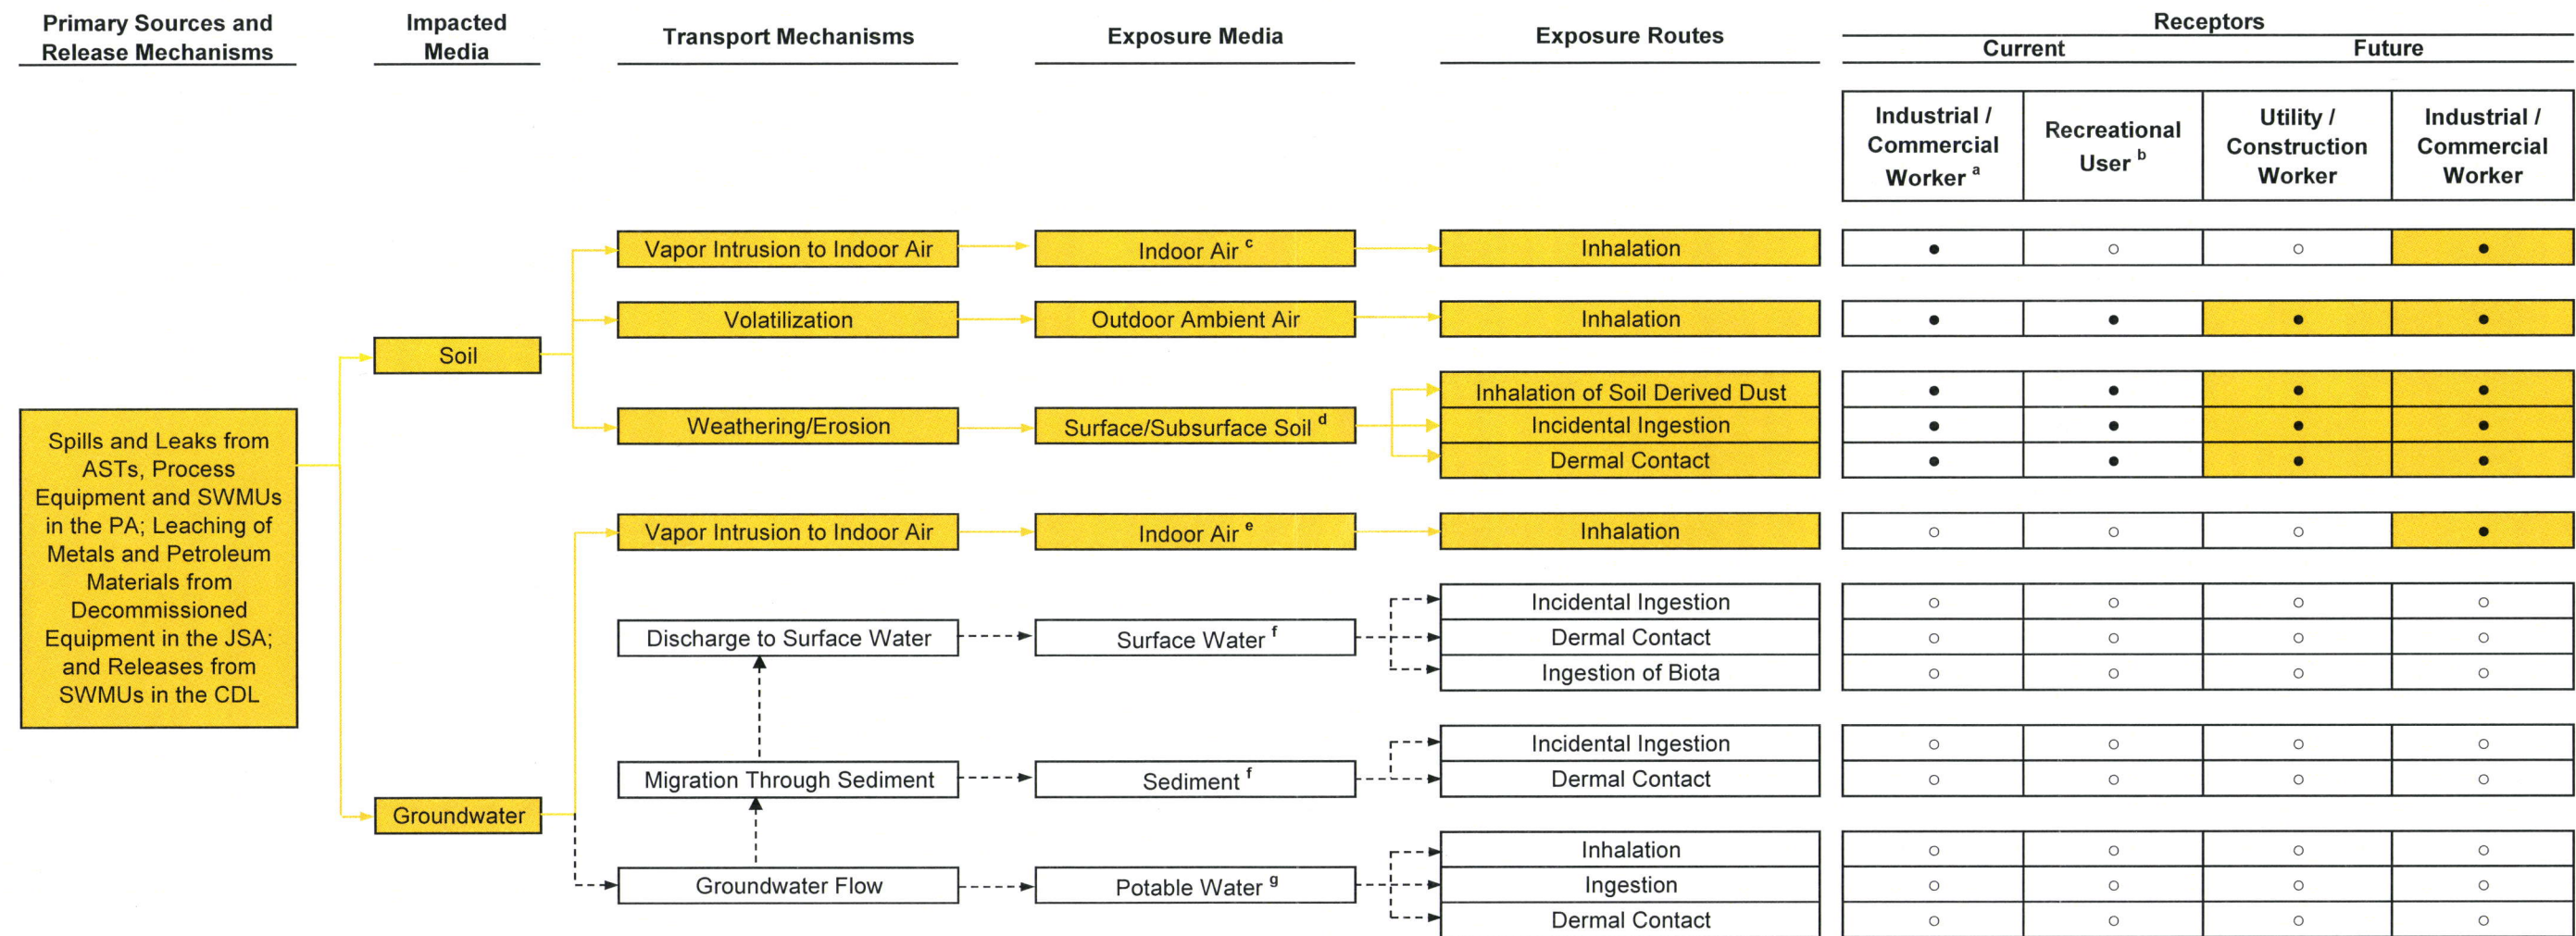 Primary Sources and
Release Mechanisms
Impacted
Media
Transport Mechanisms
Exposure Media
Exposure Routes
Receptors
Current
Future
Industrial /
Commercial
Worker a
Recreational
User b
Utility /
Construction
Worker
Industrial /
Commercial
Worker
Spills and Leaks from
ASTs, Process
Equipment and SWMUs
in the PA; Leaching of
Metals and Petroleum
Materials from
Decommissioned
Equipment in the JSA;
and Releases from
SWMUs in the CDL
Soil
Groundwater
Vapor Intrusion to Indoor Air
Indoor Air c
Inhalation
Volatilization
Outdoor Ambient Air
Inhalation
Weathering/Erosion
Surface/Subsurface Soil d
Inhalation of Soil Derived Dust
Incidental Ingestion
Dermal Contact
Vapor Intrusion to Indoor Air
Indoor Air e
Inhalation
Discharge to Surface Water
Surface Water f
Incidental Ingestion
Dermal Contact
Ingestion of Biota
Migration Through Sediment
Sediment f
Incidental Ingestion
Dermal Contact
Groundwater Flow
Potable Water g
Inhalation
Ingestion
Dermal Contact